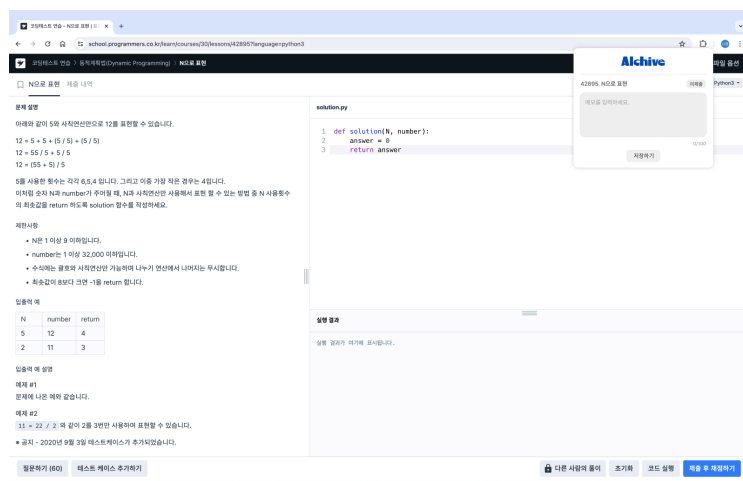 코딩테스트 연습 - N으로 표현 |
school.programmers.co.kr/learn/courses/30/lessons/42895?language=python3
코딩테스트 연습 > 동적계획법(Dynamic Programming) > N으로 표현
파일 옵션
N으로 표현 제출 내역
Python3
AIchive
42895. N으로 표현
메모를 입력하세요.
0/100
저장하기
문제 설명
아래와 같이 5와 사칙연산만으로 12를 표현할 수 있습니다.
12 = 5 + 5 + (5 / 5) + (5 / 5)
12 = 55 / 5 + 5 / 5
12 = (55 + 5) / 5
5를 사용한 횟수는 각각 6,5,4 입니다. 그리고 이중 가장 작은 경우는 4입니다.
이처럼 숫자 N과 number가 주어질 때, N과 사칙연산만 사용해서 표현 할 수 있는 방법 중 N 사용횟수
의 최솟값을 return 하도록 solution 함수를 작성하세요.
제한사항
• N은 1 이상 9 이하입니다.
• number는 1 이상 32,000 이하입니다.
• 수식에는 괄호와 사칙연산만 가능하며 나누기 연산에서 나머지는 무시합니다.
• 최솟값이 8보다 크면 -1을 return 합니다.
입출력 예
N number return
5 12 4
2 11 3
입출력 예 설명
예제 #1
문제에 나온 예와 같습니다.
예제 #2
11 = 22 / 2 와 같이 2를 3번만 사용하여 표현할 수 있습니다.
※ 공지 - 2020년 9월 3일 테스트케이스가 추가되었습니다.
solution.py
1 def solution(N, number):
2 answer = 0
3 return answer
실행 결과
실행 결과가 여기에 표시됩니다.
질문하기 (60) 테스트 케이스 추가하기
다른 사람의 풀이 초기화 코드 실행 제출 후 채점하기